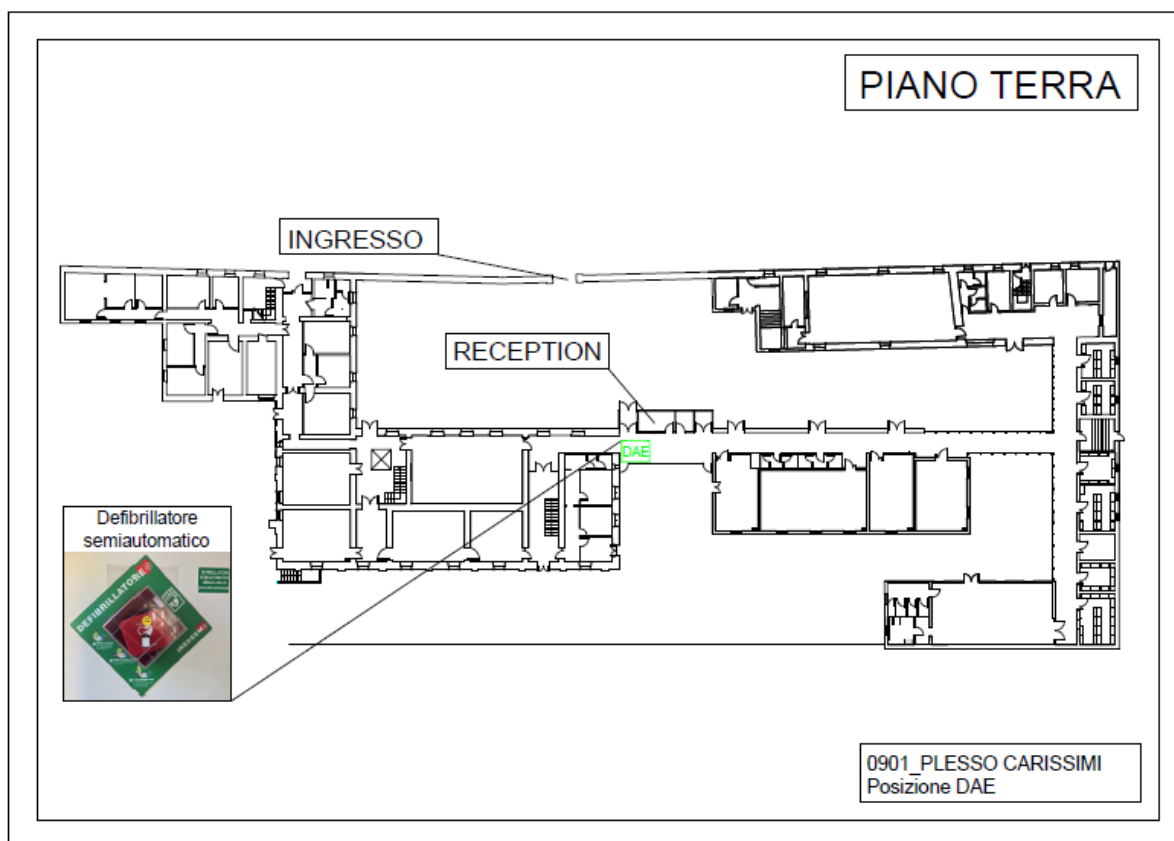 PIANO TERRA
INGRESSO
RECEPTION
DAE
Defibrillatore
semiautomatico
DEFIBRILLATORE
0901_PLESSO CARISSIMI
Posizione DAE